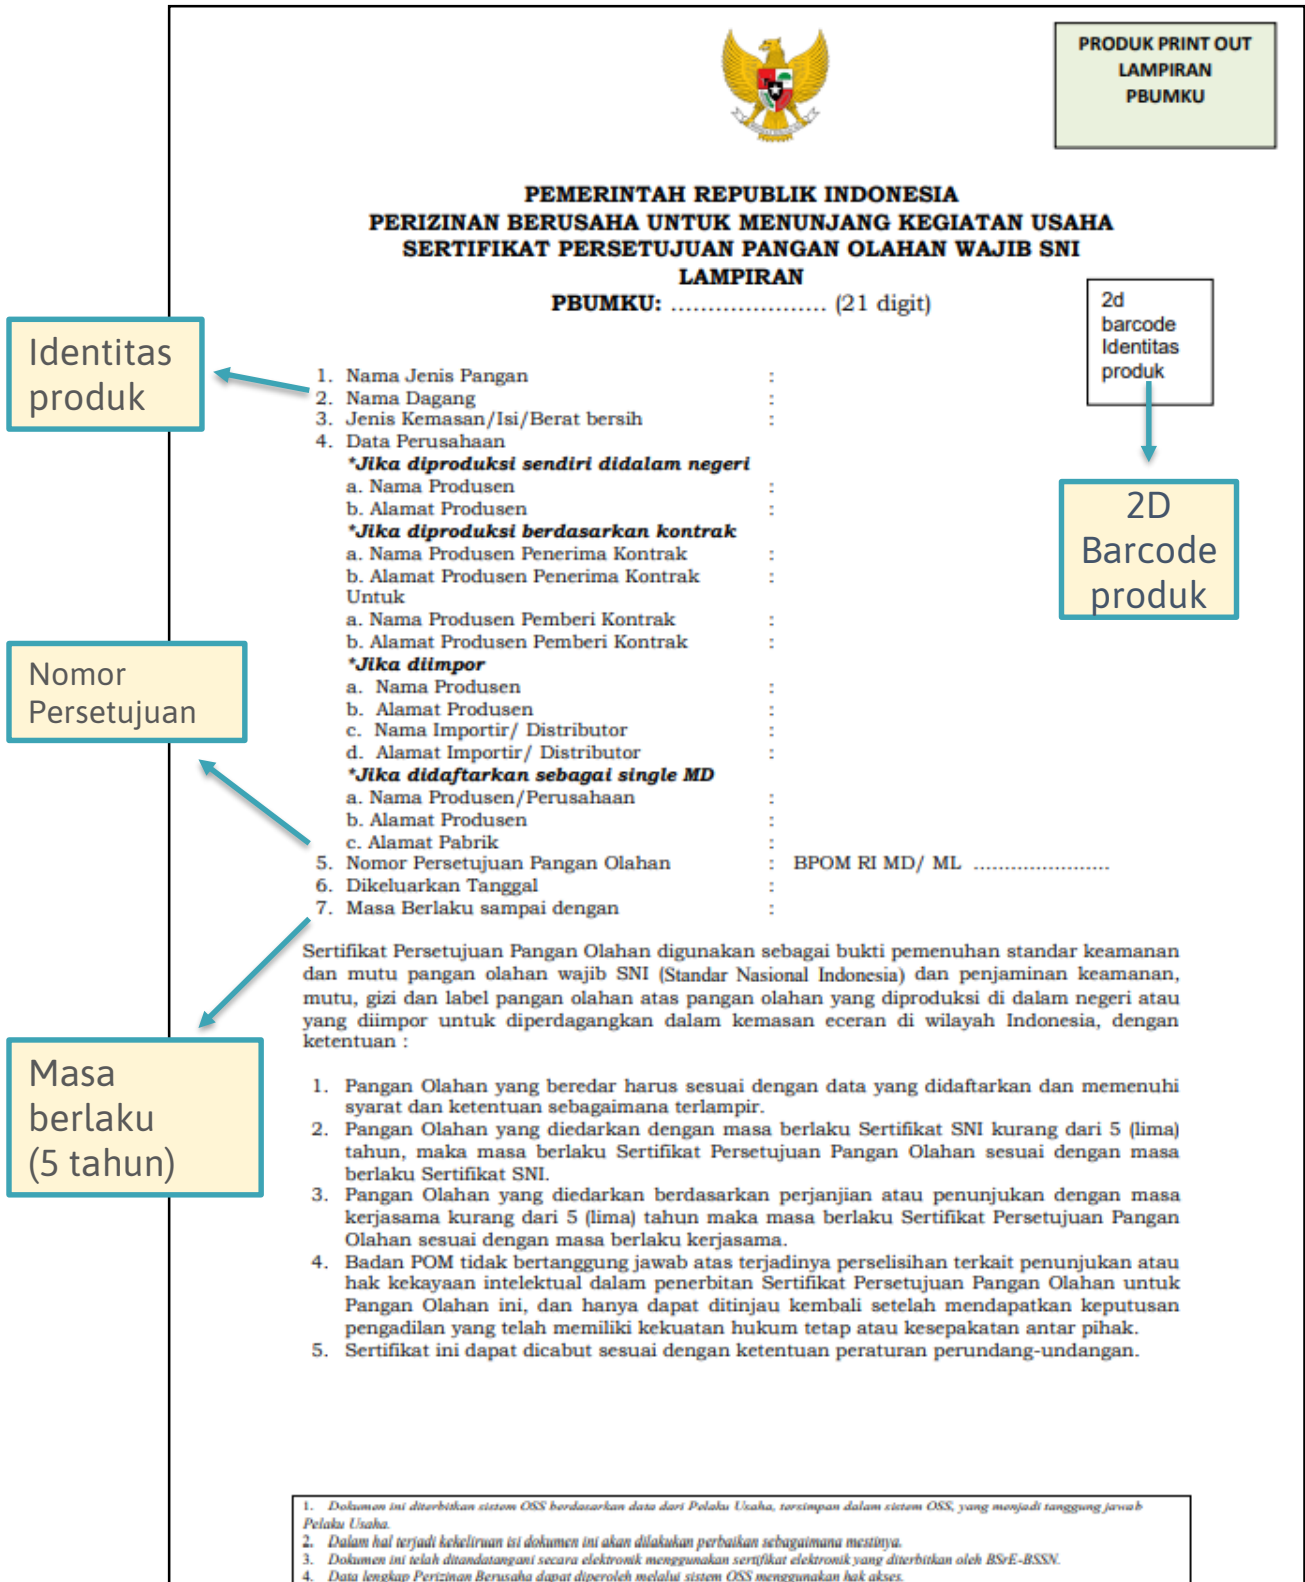 PRODUK PRINT OUT
LAMPIRAN
PBUMKU
PEMERINTAH REPUBLIK INDONESIA
PERIZINAN BERUSAHA UNTUK MENUNJANG KEGIATAN USAHA
SERTIFIKAT PERSETUJUAN PANGAN OLAHAN WAJIB SNI
LAMPIRAN
PBUMKU: ..................... (21 digit)
2d
barcode
Identitas
produk
Identitas
produk
1. Nama Jenis Pangan :
2. Nama Dagang :
3. Jenis Kemasan/Isi/Berat bersih :
4. Data Perusahaan
*Jika diproduksi sendiri didalam negeri
a. Nama Produsen :
b. Alamat Produsen :
*Jika diproduksi berdasarkan kontrak
a. Nama Produsen Penerima Kontrak :
b. Alamat Produsen Penerima Kontrak :
Untuk
a. Nama Produsen Pemberi Kontrak :
b. Alamat Produsen Pemberi Kontrak :
*Jika diimpor
a. Nama Produsen :
b. Alamat Produsen :
c. Nama Importir/ Distributor :
d. Alamat Importir/ Distributor :
*Jika didaftarkan sebagai single MD
a. Nama Produsen/Perusahaan :
b. Alamat Produsen :
c. Alamat Pabrik :
5. Nomor Persetujuan Pangan Olahan : BPOM RI MD/ ML .......................
6. Dikeluarkan Tanggal :
7. Masa Berlaku sampai dengan :
2D
Barcode
produk
Nomor
Persetujuan
Masa
berlaku
(5 tahun)
Sertifikat Persetujuan Pangan Olahan digunakan sebagai bukti pemenuhan standar keamanan
dan mutu pangan olahan wajib SNI (Standar Nasional Indonesia) dan penjaminan keamanan,
mutu, gizi dan label pangan olahan atas pangan olahan yang diproduksi di dalam negeri atau
yang diimpor untuk diperdagangkan dalam kemasan eceran di wilayah Indonesia, dengan
ketentuan :
1. Pangan Olahan yang beredar harus sesuai dengan data yang didaftarkan dan memenuhi
syarat dan ketentuan sebagaimana terlampir.
2. Pangan Olahan yang diedarkan dengan masa berlaku Sertifikat SNI kurang dari 5 (lima)
tahun, maka masa berlaku Sertifikat Persetujuan Pangan Olahan sesuai dengan masa
berlaku Sertifikat SNI.
3. Pangan Olahan yang diedarkan berdasarkan perjanjian atau penunjukan dengan masa
kerjasama kurang dari 5 (lima) tahun maka masa berlaku Sertifikat Persetujuan Pangan
Olahan sesuai dengan masa berlaku kerjasama.
4. Badan POM tidak bertanggung jawab atas terjadinya perselisihan terkait penunjukan atau
hak kekayaan intelektual dalam penerbitan Sertifikat Persetujuan Pangan Olahan untuk
Pangan Olahan ini, dan hanya dapat ditinjau kembali setelah mendapatkan keputusan
pengadilan yang telah memiliki kekuatan hukum tetap atau kesepakatan antar pihak.
5. Sertifikat ini dapat dicabut sesuai dengan ketentuan peraturan perundang-undangan.
1. Dokumen ini diterbitkan sistem OSS berdasarkan data dari Pelaku Usaha, tersimpan dalam sistem OSS, yang menjadi tanggung jawab
Pelaku Usaha.
2. Dalam hal terjadi kekeliruan isi dokumen ini akan dilakukan perbaikan sebagaimana mestinya.
3. Dokumen ini telah ditandatangani secara elektronik menggunakan sertifikat elektronik yang diterbitkan oleh BSrE-BSSN.
4. Data lengkap Perizinan Berusaha dapat diperoleh melalui sistem OSS menggunakan hak akses.